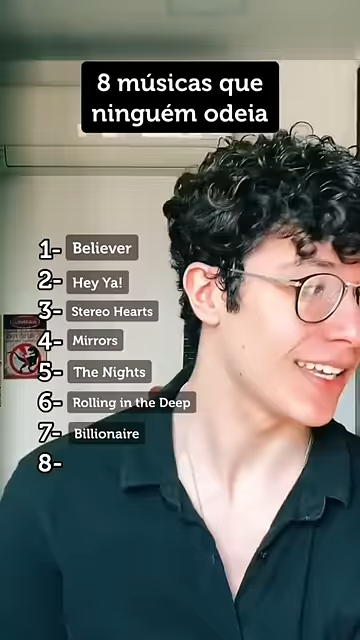 8 músicas que
ninguém odeia
1- Believer
2- Hey Ya!
3- Stereo Hearts
4- Mirrors
5- The Nights
6- Rolling in the Deep
7- Billionaire
8-